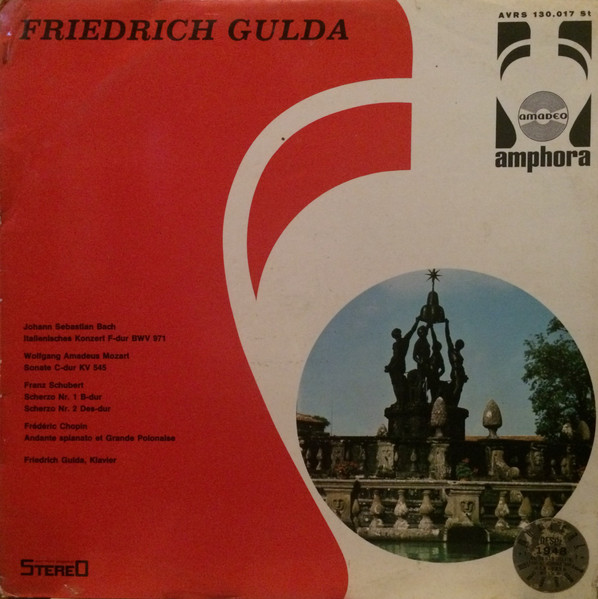 FRIEDRICH GULDA
AVRS 130.017 St
AMADEO
amphora
Johann Sebastian Bach
Italienisches Konzert F-dur BWV 971
Wolfgang Amadeus Mozart
Sonate C-dur KV 545
Franz Schubert
Scherzo Nr. 1 B-dur
Scherzo Nr. 2 Des-dur
Frédéric Chopin
Andante spianato et Grande Polonaise
Friedrich Gulda, Klavier
STEREO
DESDE
1948